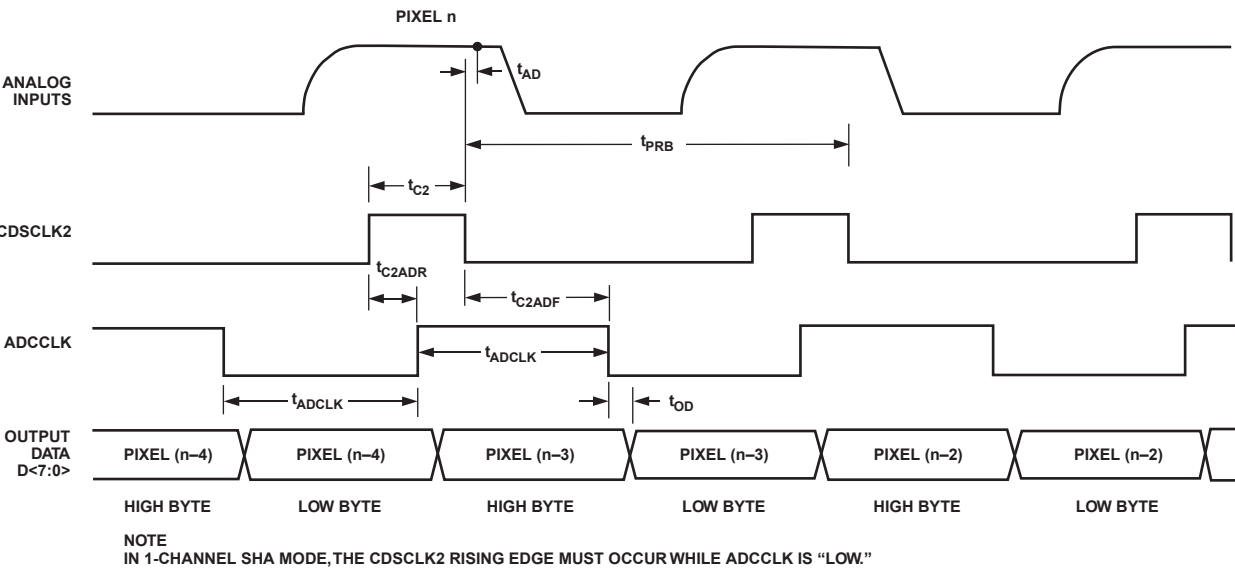 PIXEL n
ANALOG
INPUTS
tAD
tPRB
tC2
CDSCLK2
tC2ADR
tC2ADF
ADCCLK
tADCLK
tADCLK
tOD
OUTPUT
DATA
D<7:0>
PIXEL (n–4) PIXEL (n–4) PIXEL (n–3) PIXEL (n–3) PIXEL (n–2) PIXEL (n–2)
HIGH BYTE LOW BYTE HIGH BYTE LOW BYTE HIGH BYTE LOW BYTE
NOTE
IN 1-CHANNEL SHA MODE, THE CDSCLK2 RISING EDGE MUST OCCUR WHILE ADCCLK IS “LOW.”